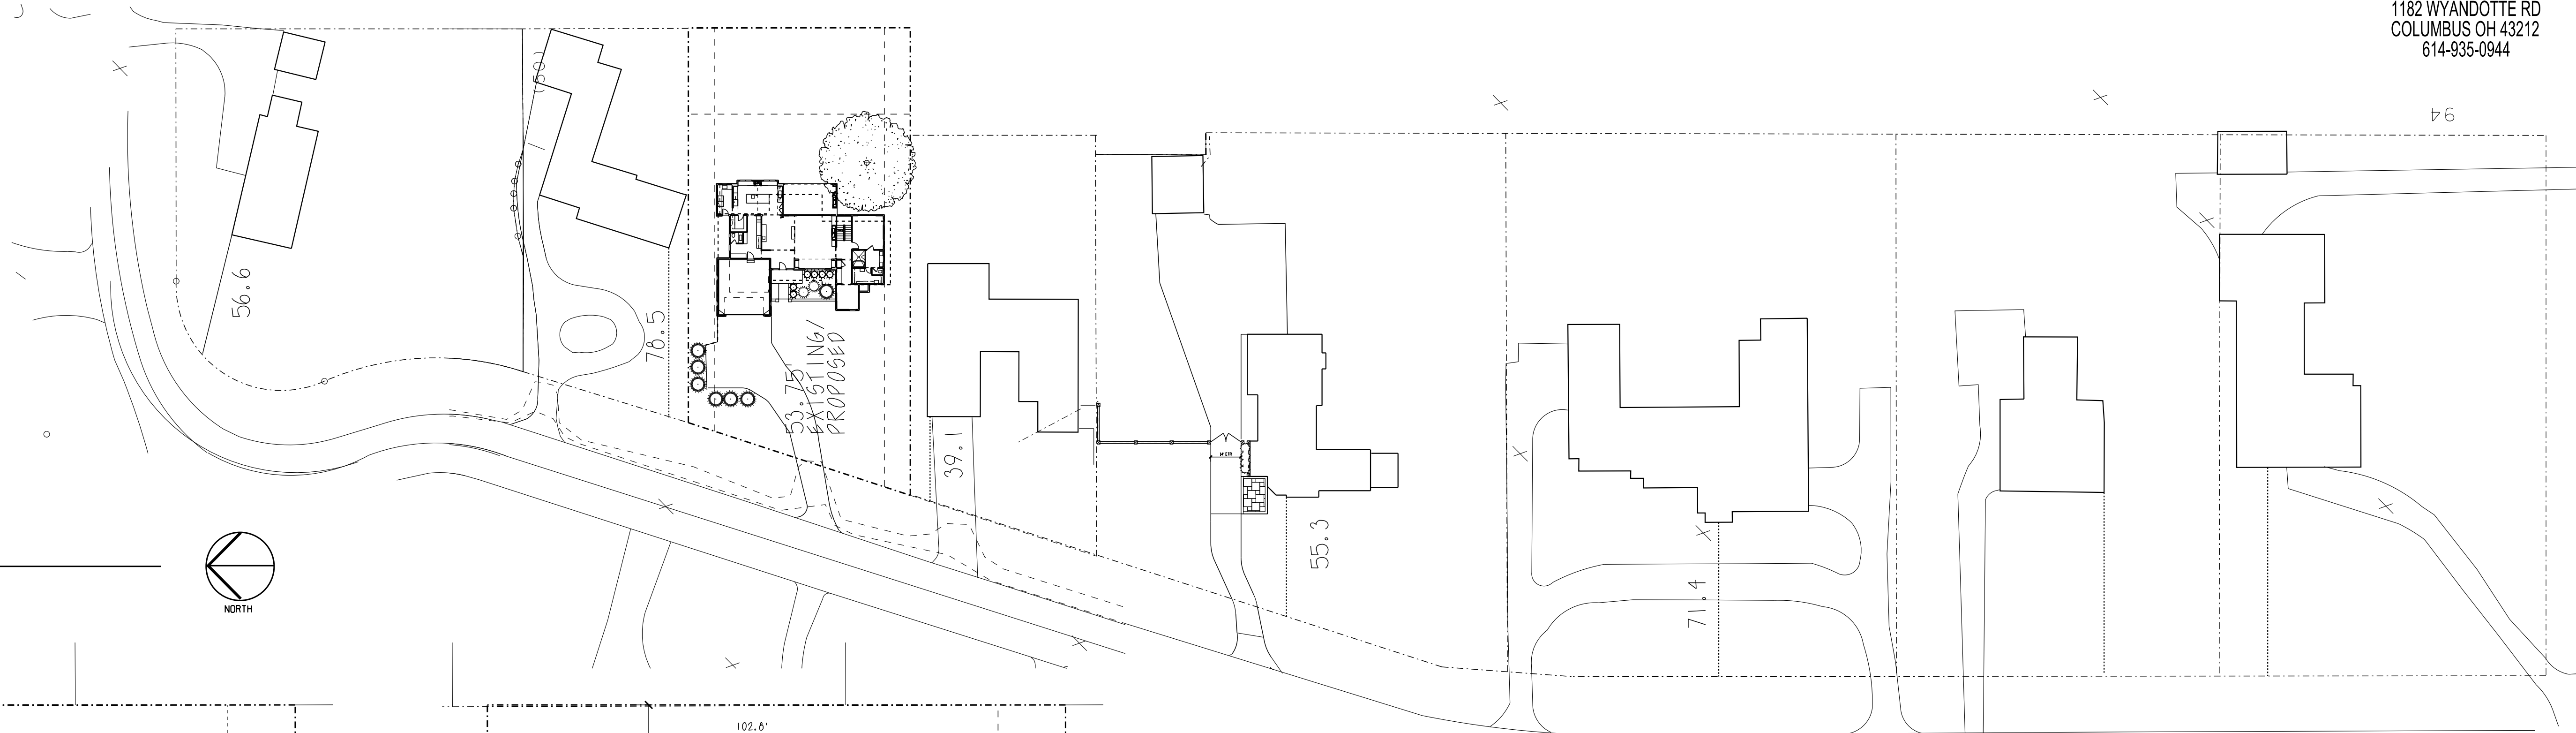 1182 WYANDOTTE RD
COLUMBUS OH 43212
614-935-0944
94
56.6
78.5
53.75'
EXISTING/
PROPOSED
39.1
55.3
71.4
NORTH
102.8'